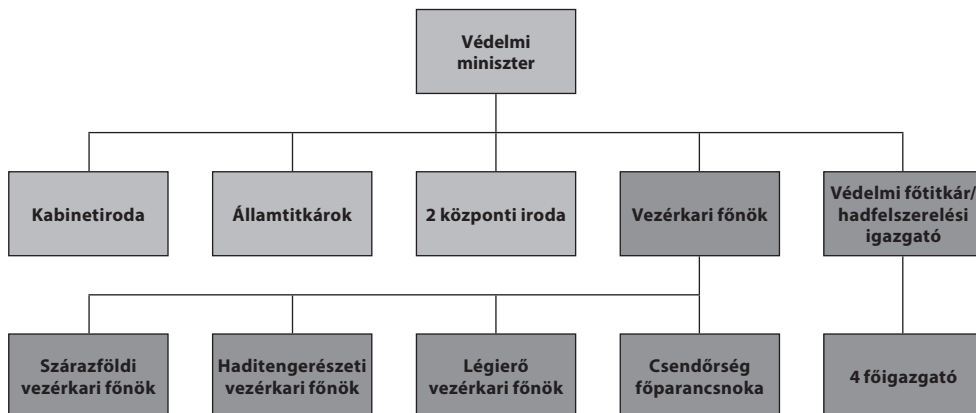 Védelmi
miniszter
Kabinetiroda
Államtitkárok
2 központi iroda
Vezérkari főnök
Védelmi főtitkár/
hadfelszerelési
igazgató
Szárazföldi
vezérkari főnök
Haditengerészeti
vezérkari főnök
Légierő
vezérkari főnök
Csendőrség
főparancsnoka
4 főigazgató